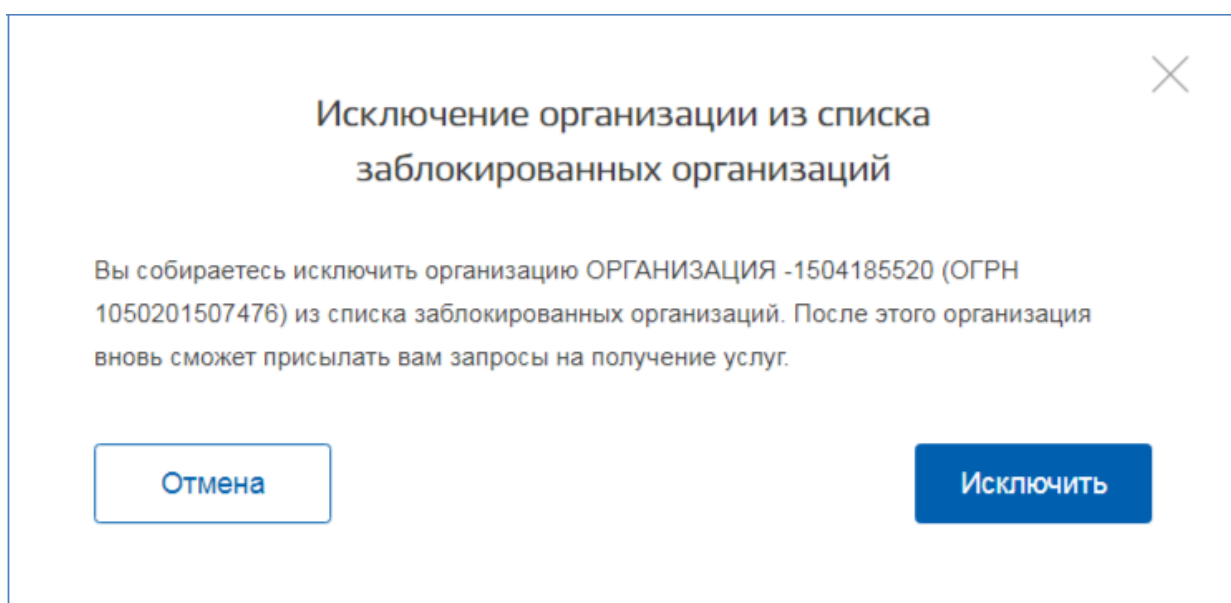 Исключение организации из списка
заблокированных организаций
Вы собираетесь исключить организацию ОРГАНИЗАЦИЯ -1504185520 (ОГРН
1050201507476) из списка заблокированных организаций. После этого организация
вновь сможет присылать вам запросы на получение услуг.
Отмена
Исключить